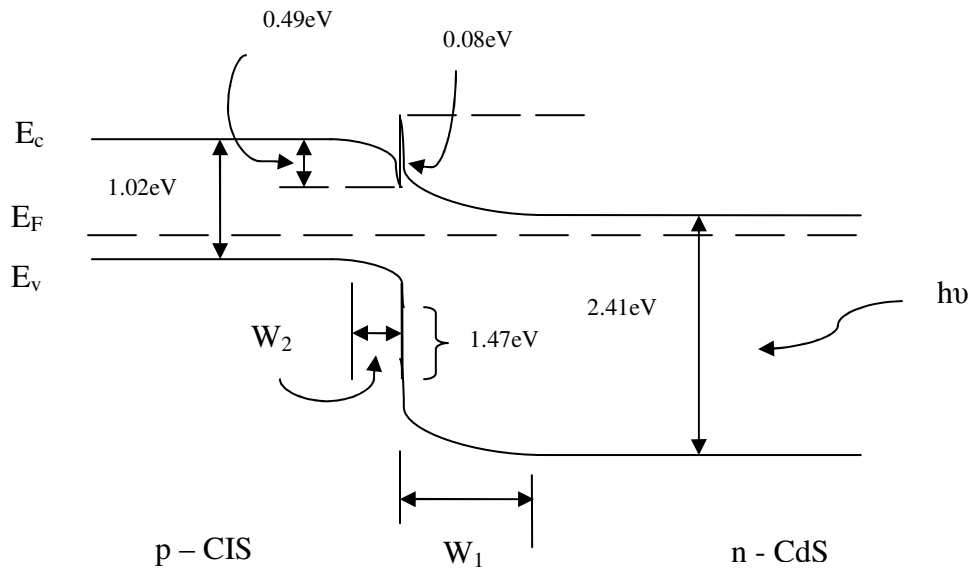 0.49eV
0.08eV
Ec
1.02eV
EF
Ev
2.41eV
hυ
W2
1.47eV
p – CIS
W1
n - CdS